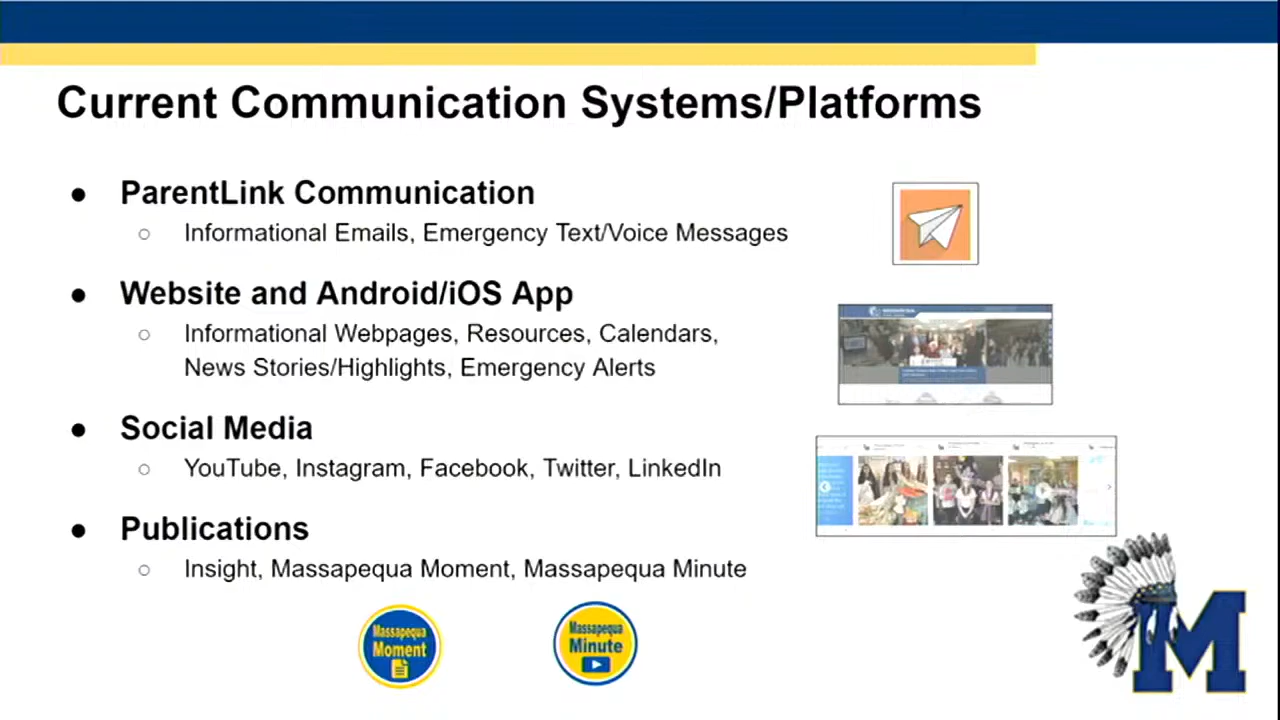 Current Communication Systems/Platforms
● ParentLink Communication
○ Informational Emails, Emergency Text/Voice Messages
● Website and Android/iOS App
○ Informational Webpages, Resources, Calendars,
News Stories/Highlights, Emergency Alerts
● Social Media
○ YouTube, Instagram, Facebook, Twitter, LinkedIn
● Publications
○ Insight, Massapequa Moment, Massapequa Minute
Massapequa
Moment
Massapequa
Minute
M